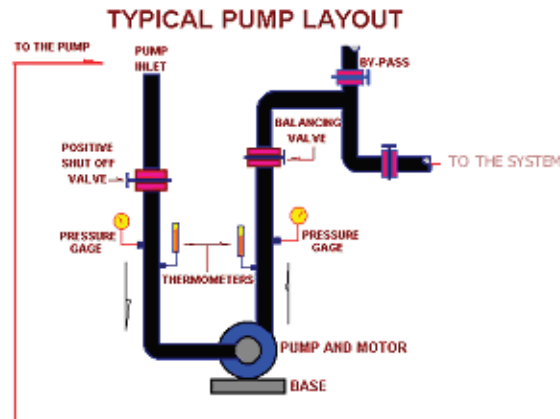 TYPICAL PUMP LAYOUT
TO THE PUMP
PUMP
INLET
BY-PASS
BALANCING
VALVE
POSITIVE
SHUT OFF
VALVE
TO THE SYSTEM
PRESSURE
GAGE
PRESSURE
GAGE
THERMOMETERS
PUMP AND MOTOR
BASE